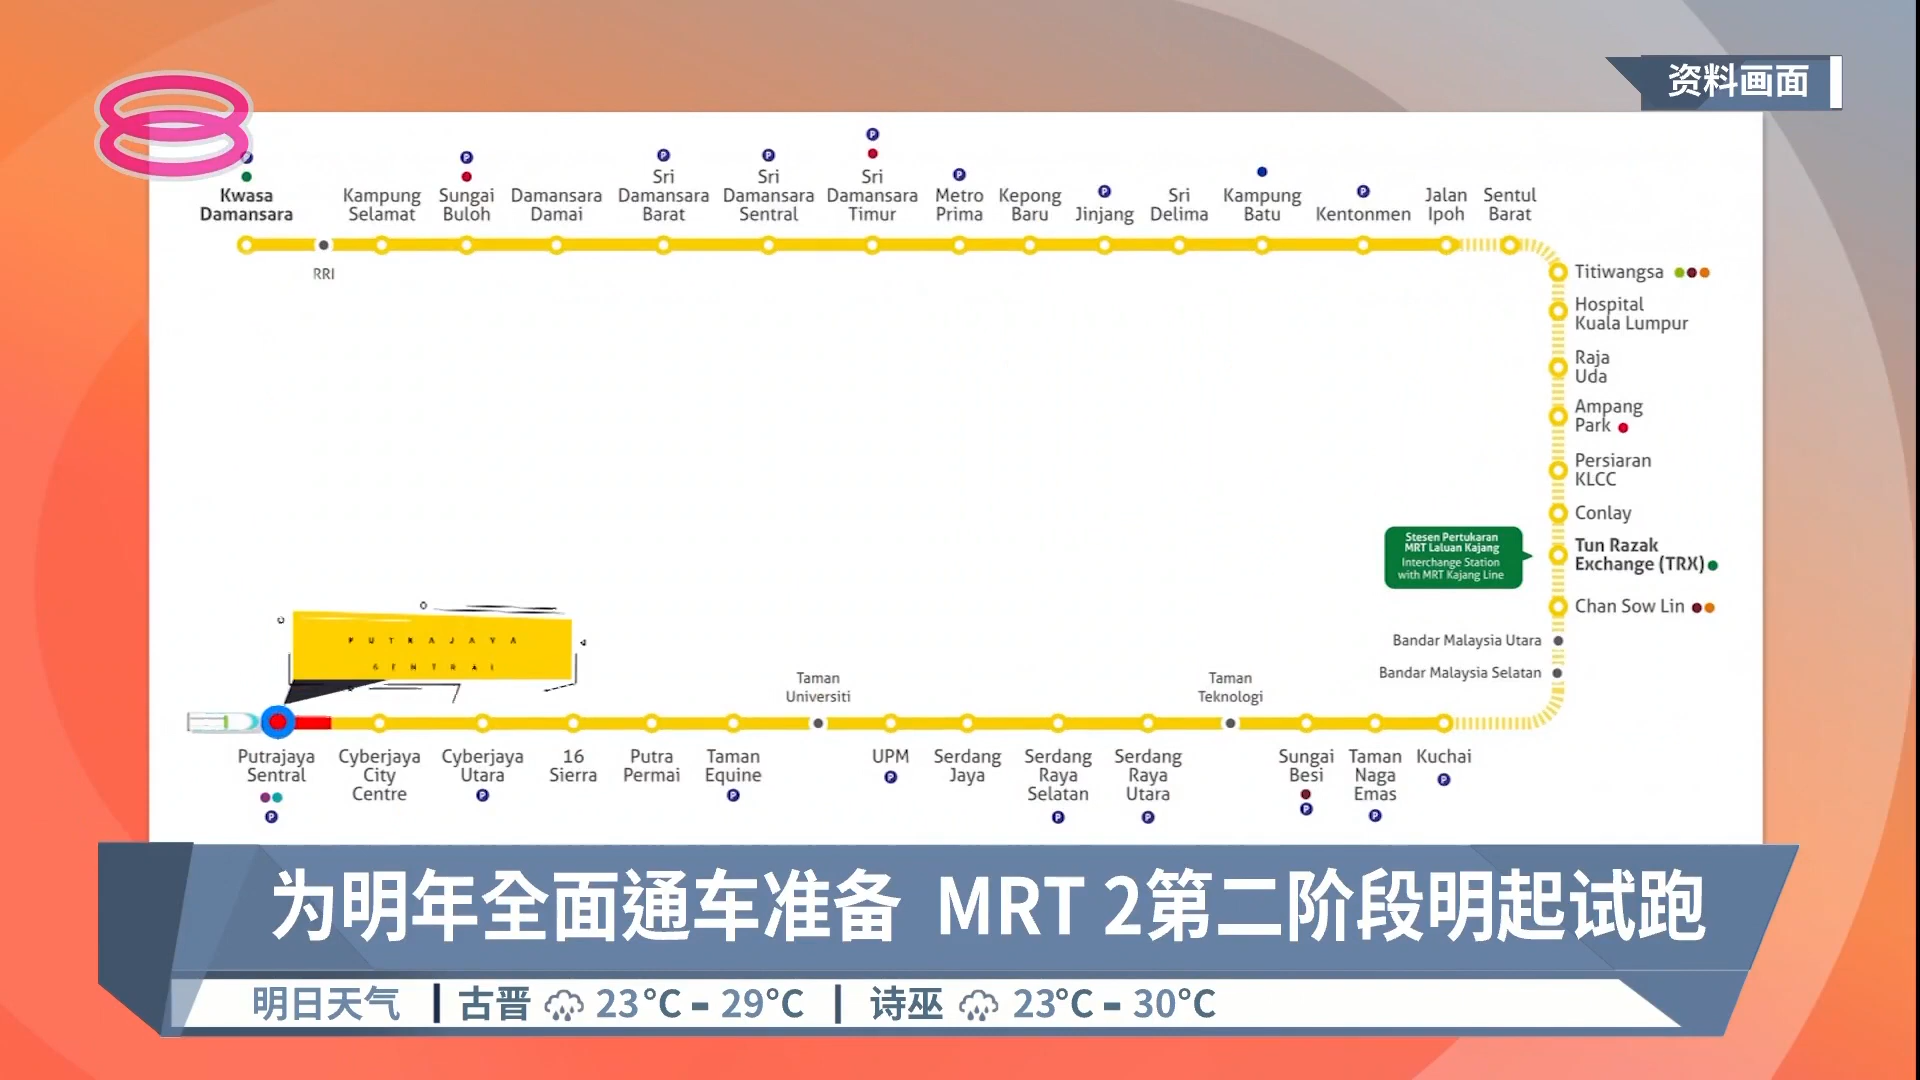 资料画面
Kwasa
Damansara
Kampung
Selamat
Sungai
Buloh
Damansara
Damai
Sri
Damansara
Barat
Sri
Damansara
Sentral
Sri
Damansara
Timur
Metro
Prima
Kepong
Baru
Jinjang
Sri
Delima
Kampung
Batu
Kentonmen
Jalan
Ipoh
Sentul
Barat
RRI
Titiwangsa
Hospital
Kuala Lumpur
Raja
Uda
Ampang
Park
Persiaran
KLCC
Conlay
Stesen Pertukaran
MRT Laluan Kajang
Interchange Station
with MRT Kajang Line
Tun Razak
Exchange (TRX)
Chan Sow Lin
Bandar Malaysia Utara
Bandar Malaysia Selatan
PUTRAJAYA
SENTRAL
Taman
Universiti
Taman
Teknologi
Putrajaya
Sentral
Cyberjaya
City
Centre
Cyberjaya
Utara
16
Sierra
Putra
Permai
Taman
Equine
UPM
Serdang
Jaya
Serdang
Raya
Selatan
Serdang
Raya
Utara
Sungai
Besi
Taman
Naga
Emas
Kuchai
为明年全面通车准备 MRT 2第二阶段明起试跑
明日天气 | 古晋 23°C - 29°C | 诗巫 23°C - 30°C